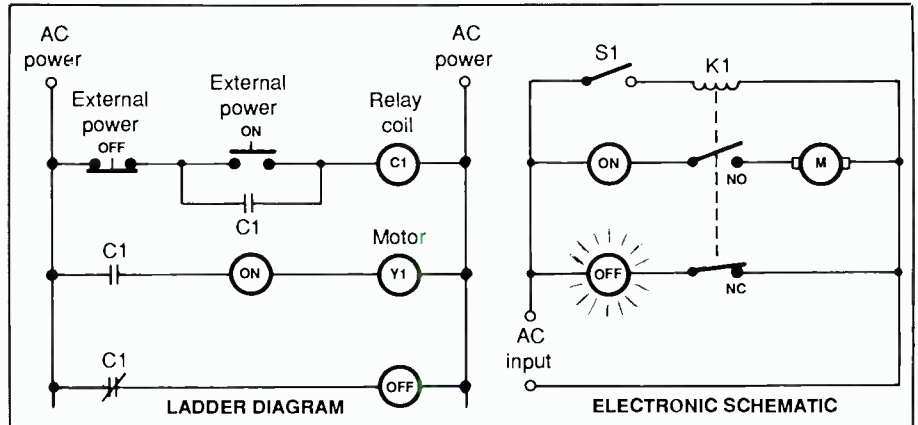 AC
power
External
power
OFF
External
power
ON
Relay
coil
C1
AC
power
C1
C1
ON
Motor
Y1
C1
OFF
LADDER DIAGRAM
S1
K1
ON
NO
M
OFF
NC
AC
input
ELECTRONIC SCHEMATIC